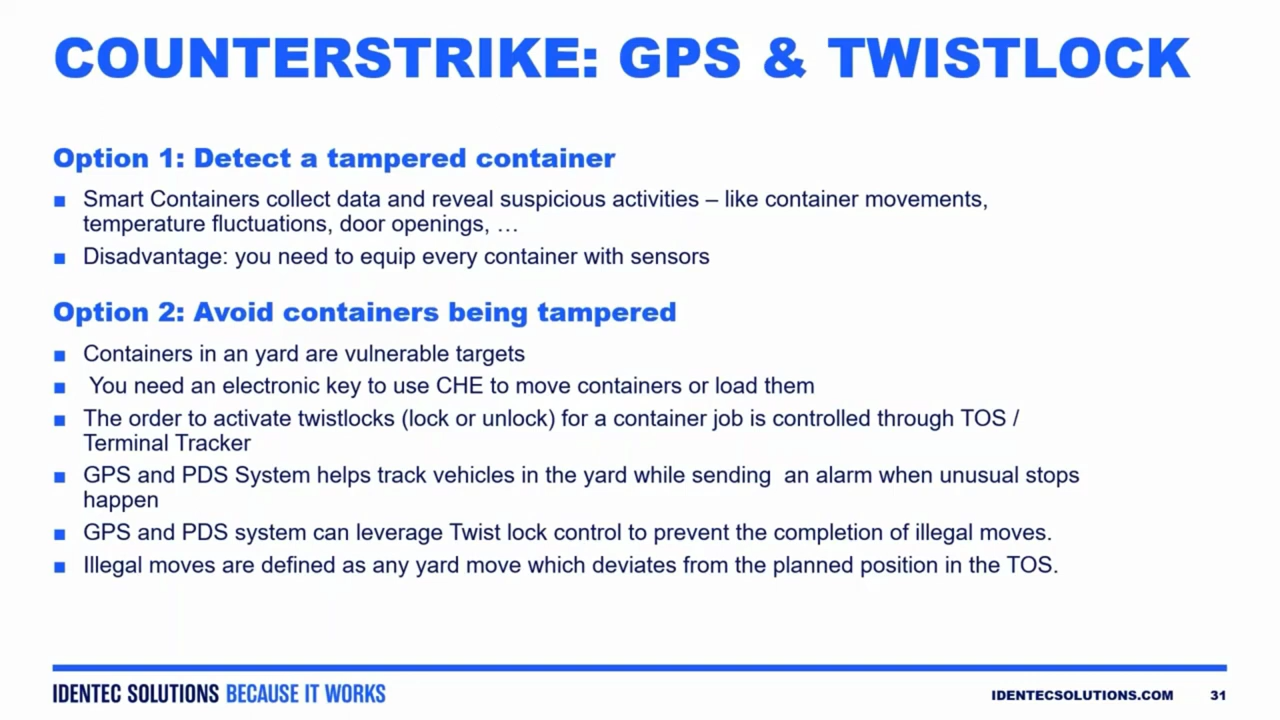 COUNTERSTRIKE: GPS & TWISTLOCK
Option 1: Detect a tampered container
■ Smart Containers collect data and reveal suspicious activities – like container movements,
temperature fluctuations, door openings, …
■ Disadvantage: you need to equip every container with sensors
Option 2: Avoid containers being tampered
■ Containers in an yard are vulnerable targets
■ You need an electronic key to use CHE to move containers or load them
■ The order to activate twistlocks (lock or unlock) for a container job is controlled through TOS /
Terminal Tracker
■ GPS and PDS System helps track vehicles in the yard while sending  an alarm when unusual stops
happen
■ GPS and PDS system can leverage Twist lock control to prevent the completion of illegal moves.
■ Illegal moves are defined as any yard move which deviates from the planned position in the TOS.
IDENTEC SOLUTIONS BECAUSE IT WORKS
IDENTECSOLUTIONS.COM 31